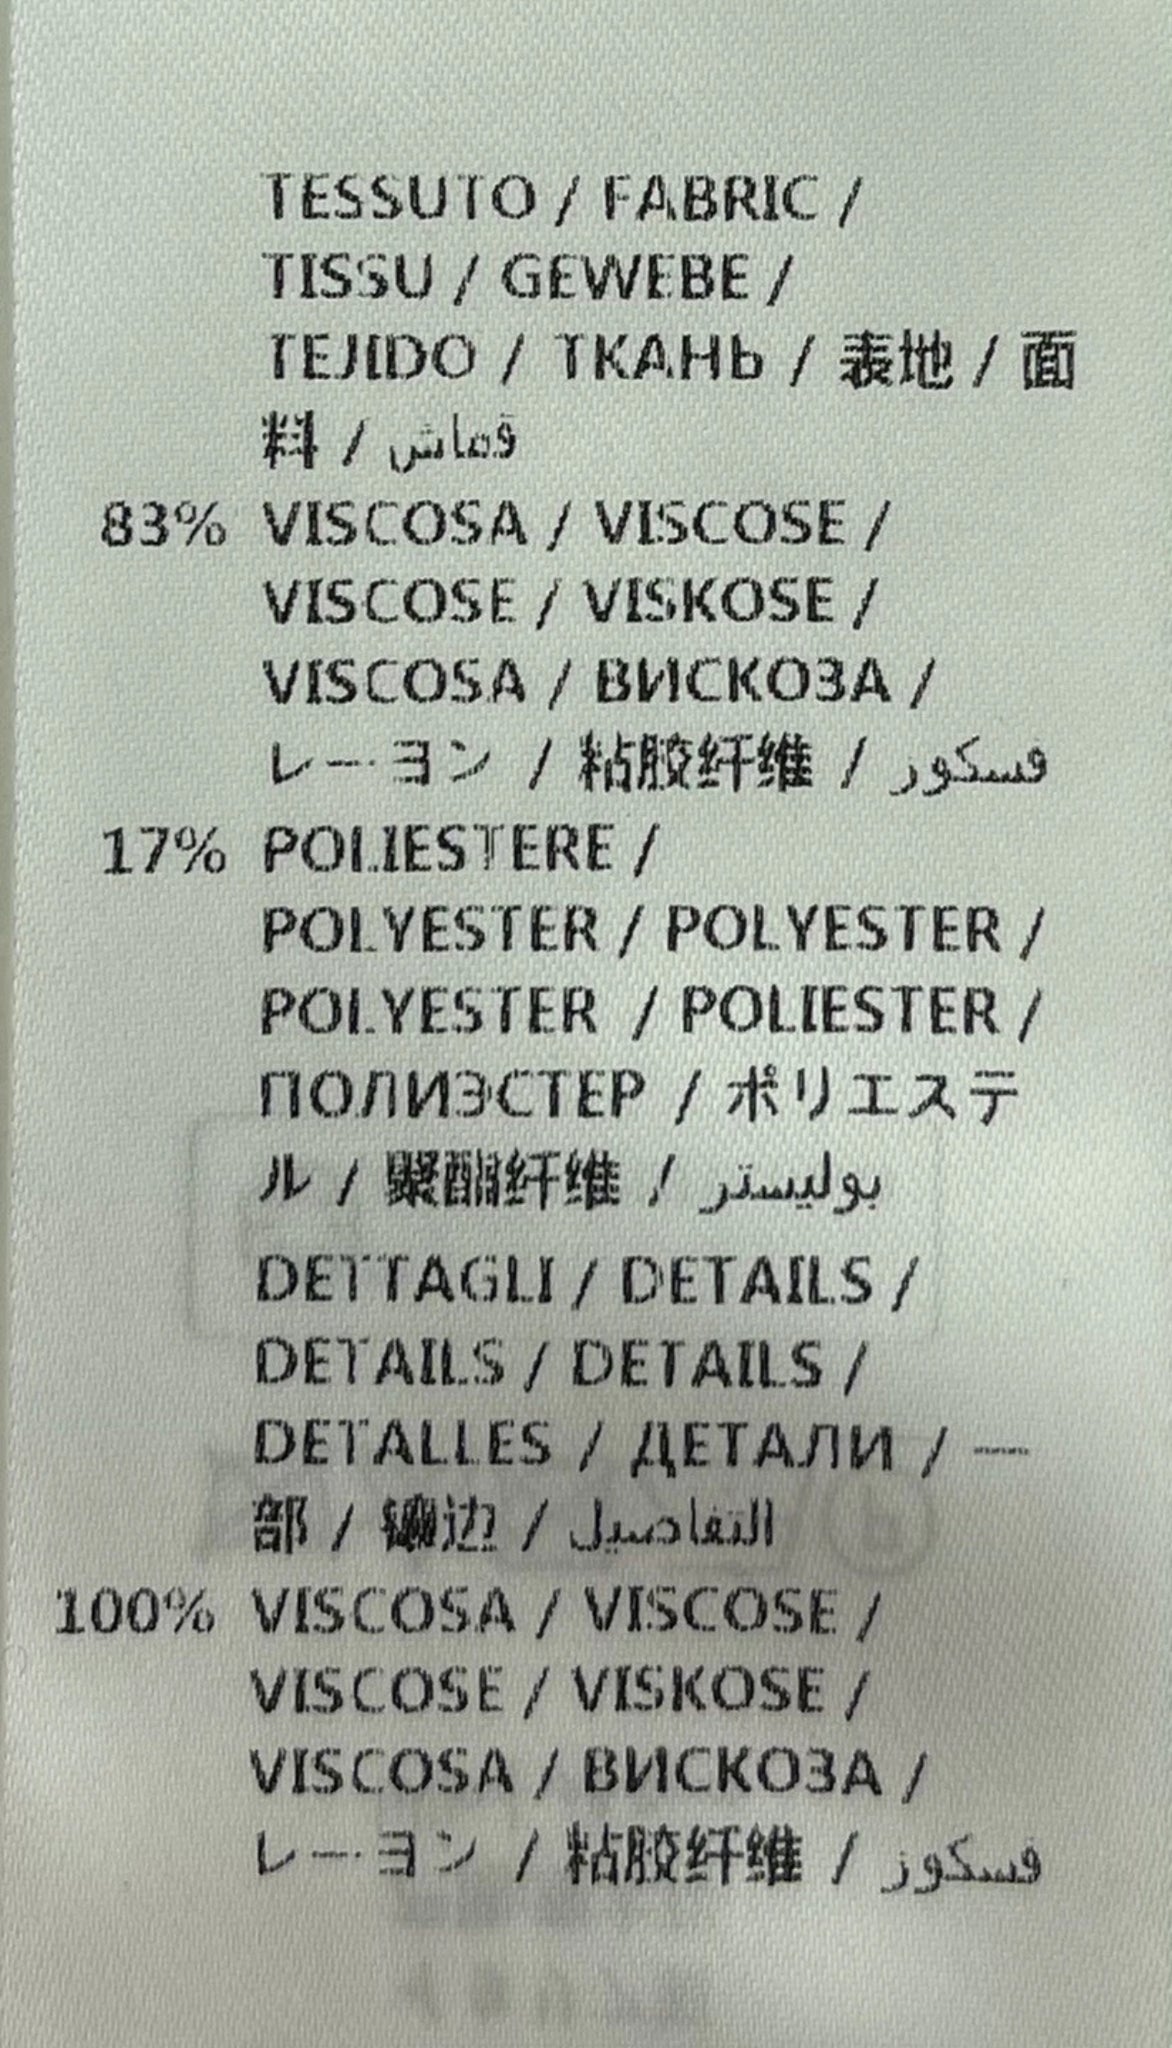 TESSUTO / FABRIC /
TISSU / GEWEBE /
TEJIDO / ТКАНЬ / 表地 / 面
料 / قماش
83% VISCOSA / VISCOSE /
VISCOSE / VISKOSE /
VISCOSA / ВИСКОЗА /
レーヨン / 粘胶纤维 / فسكوز
17% POLIESTERE /
POLYESTER / POLYESTER /
POLYESTER / POLIESTER /
ПОЛИЭСТЕР / ポリエステ
ル / 聚酯纤维 / بوليستر
DETTAGLI / DETAILS /
DETAILS / DETAILS /
DETALLES / ДЕТАЛИ / 一
部 / 镶边 / التفاصيل
100% VISCOSA / VISCOSE /
VISCOSE / VISKOSE /
VISCOSA / ВИСКОЗА /
レーヨン / 粘胶纤维 / فسكوز